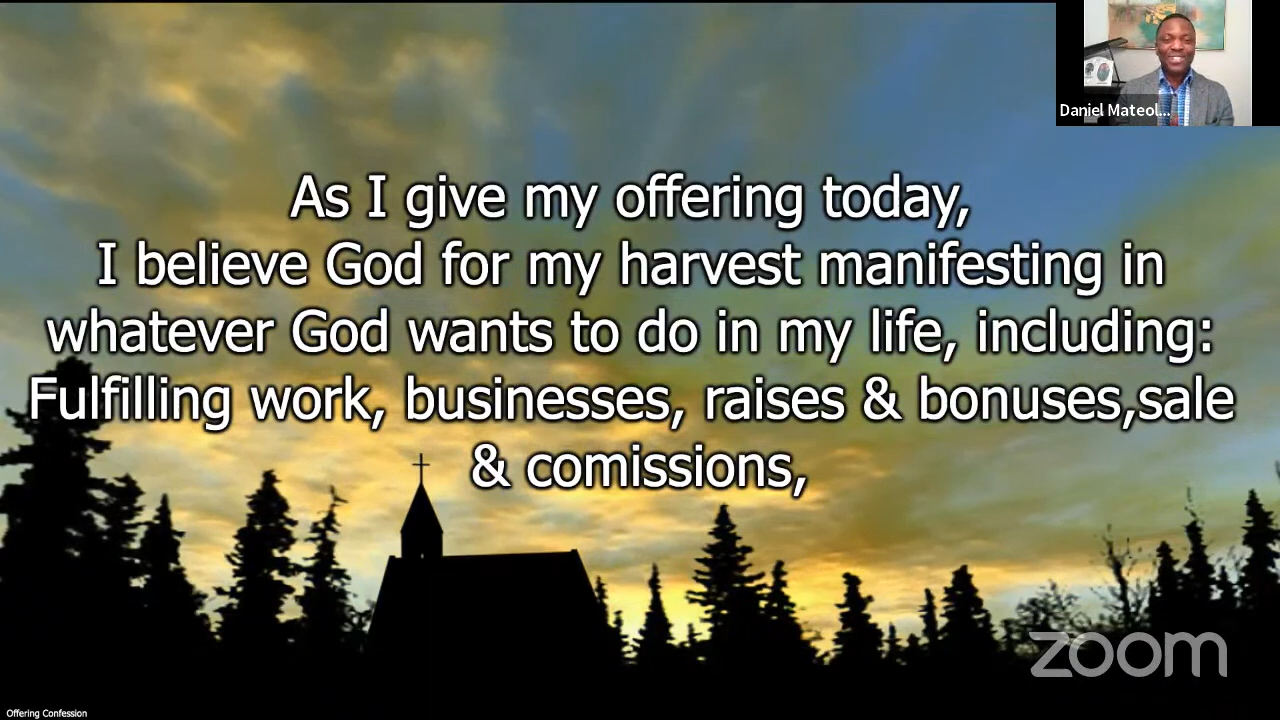 Daniel Mateol...
As I give my offering today,
I believe God for my harvest manifesting in
whatever God wants to do in my life, including:
Fulfilling work, businesses, raises & bonuses,sale
& comissions,
zoom
Offering Confession